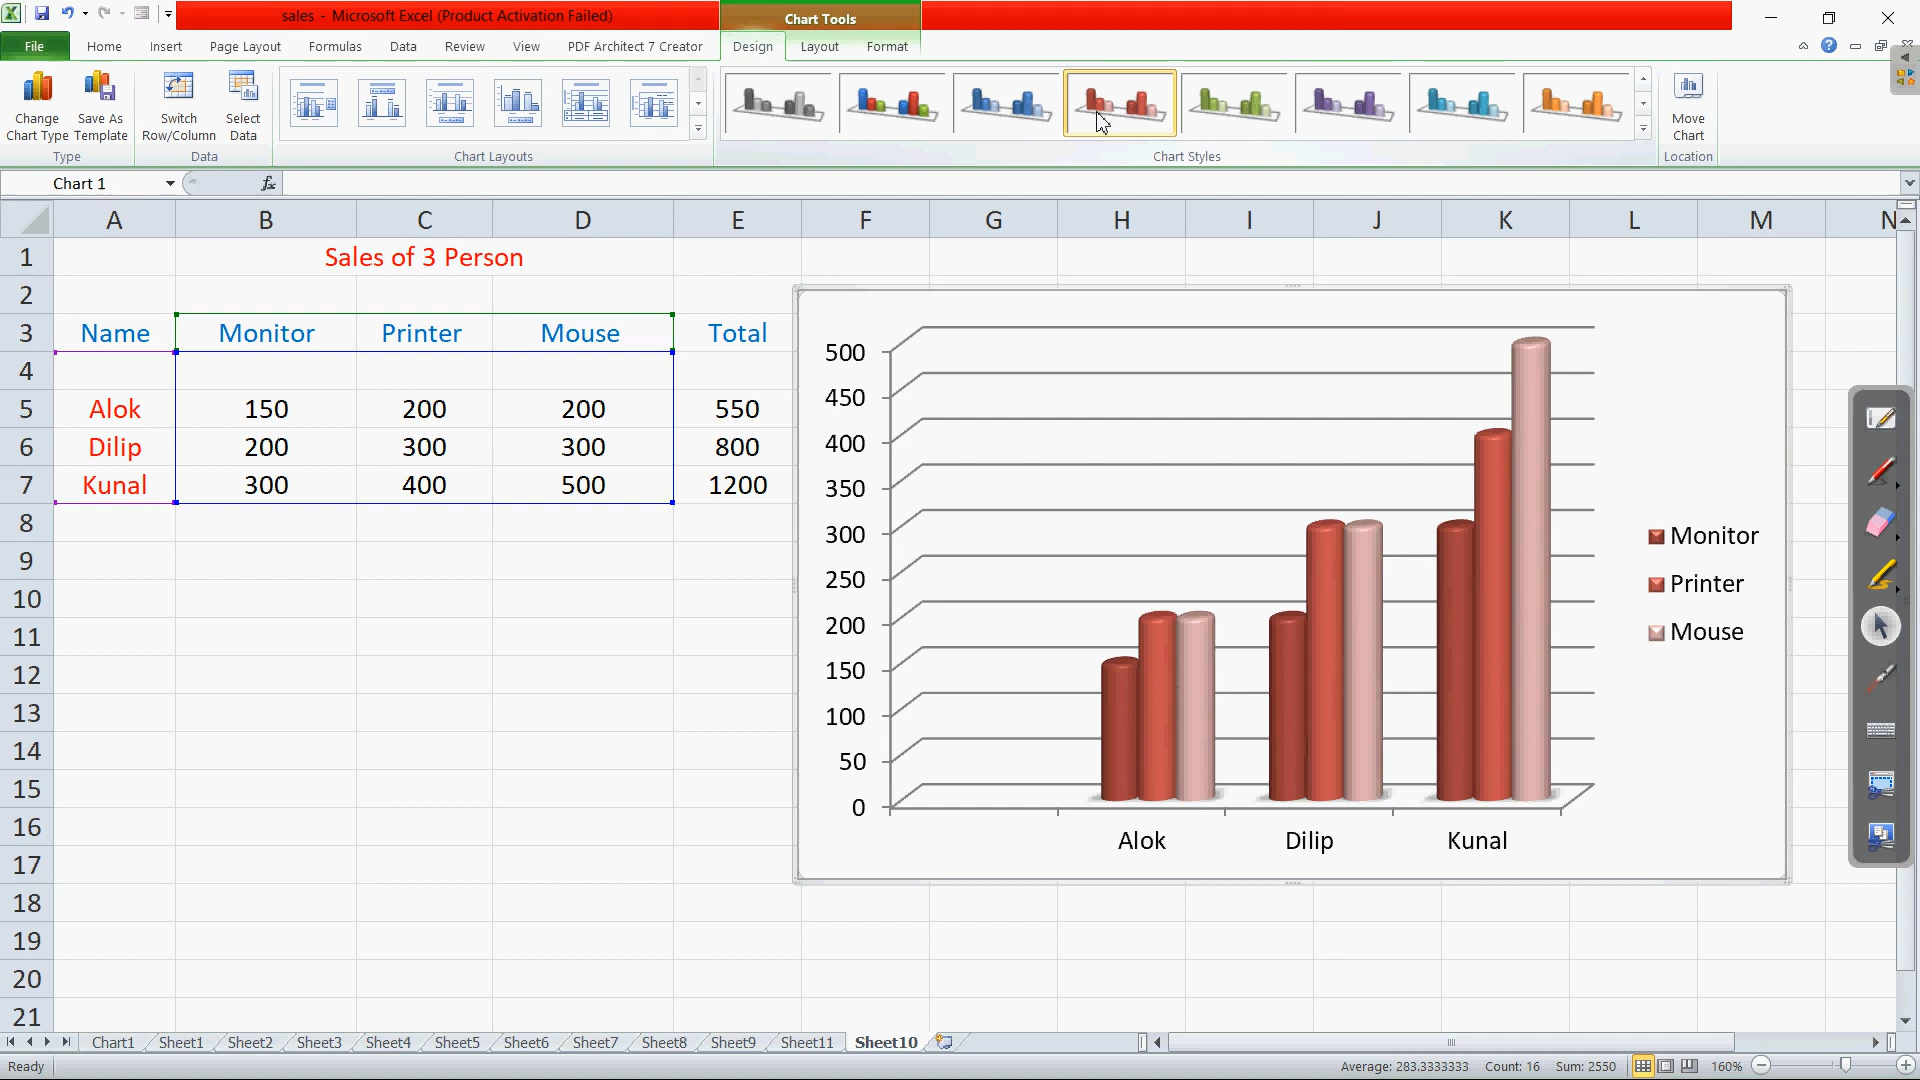 sales - Microsoft Excel (Product Activation Failed)
Chart Tools
File Home Insert Page Layout Formulas Data Review View PDF Architect 7 Creator Design Layout Format
Change Chart Type
Save As Template
Switch Row/Column
Select Data
Move Chart
Type Data Chart Layouts Chart Styles Location
Chart 1 fx
A B C D E F G H I J K L M N
1 Sales of 3 Person
2
3 Name Monitor Printer Mouse Total
4
5 Alok 150 200 200 550
6 Dilip 200 300 300 800
7 Kunal 300 400 500 1200
8
9
10
11
12
13
14
15
16
17
18
19
20
21
500
450
400
350
300
250
200
150
100
50
0
Alok Dilip Kunal
Monitor
Printer
Mouse
Chart1 Sheet1 Sheet2 Sheet3 Sheet4 Sheet5 Sheet6 Sheet7 Sheet8 Sheet9 Sheet11 Sheet10
Ready Average: 283.3333333 Count: 16 Sum: 2550 160%